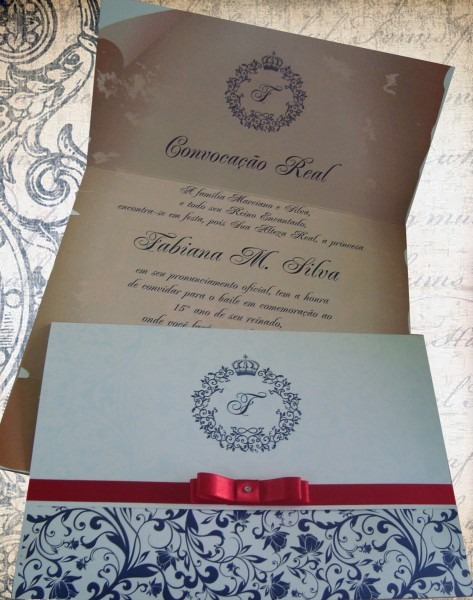 F
Convocação Real
A família Marciano e Silva,
e todo seu Reino Encantado,
encontra-se em festa, pois Sua Alteza Real, a princesa
Fabiana M. Silva
em seu pronunciamento oficial, tem a honra
de convidar para o baile em comemoração ao
15º ano de seu reinado,
onde você
F